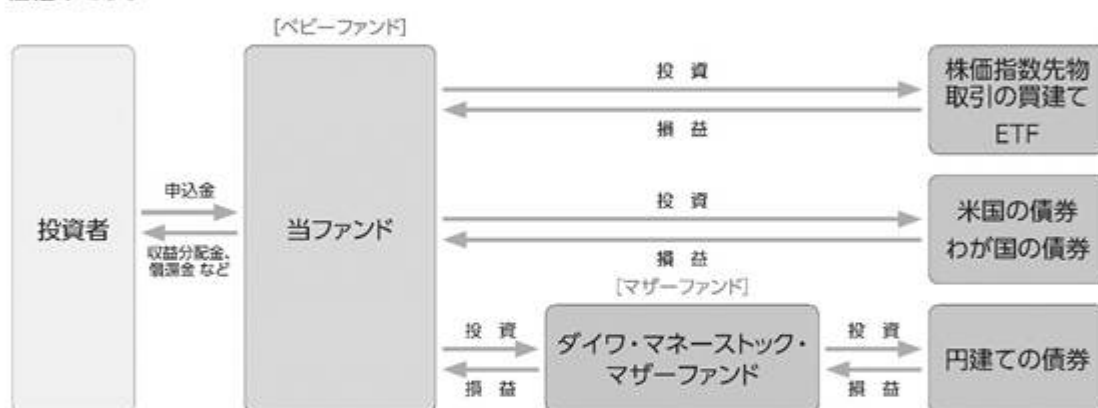 [ベビーファンド]
投資者
申込金
収益分配金、
償還金 など
当ファンド
投 資
損 益
株価指数先物
取引の買建て
ETF
投 資
損 益
米国の債券
わが国の債券
[マザーファンド]
投 資
損 益
ダイワ・マネーストック・
マザーファンド
投 資
損 益
円建ての債券